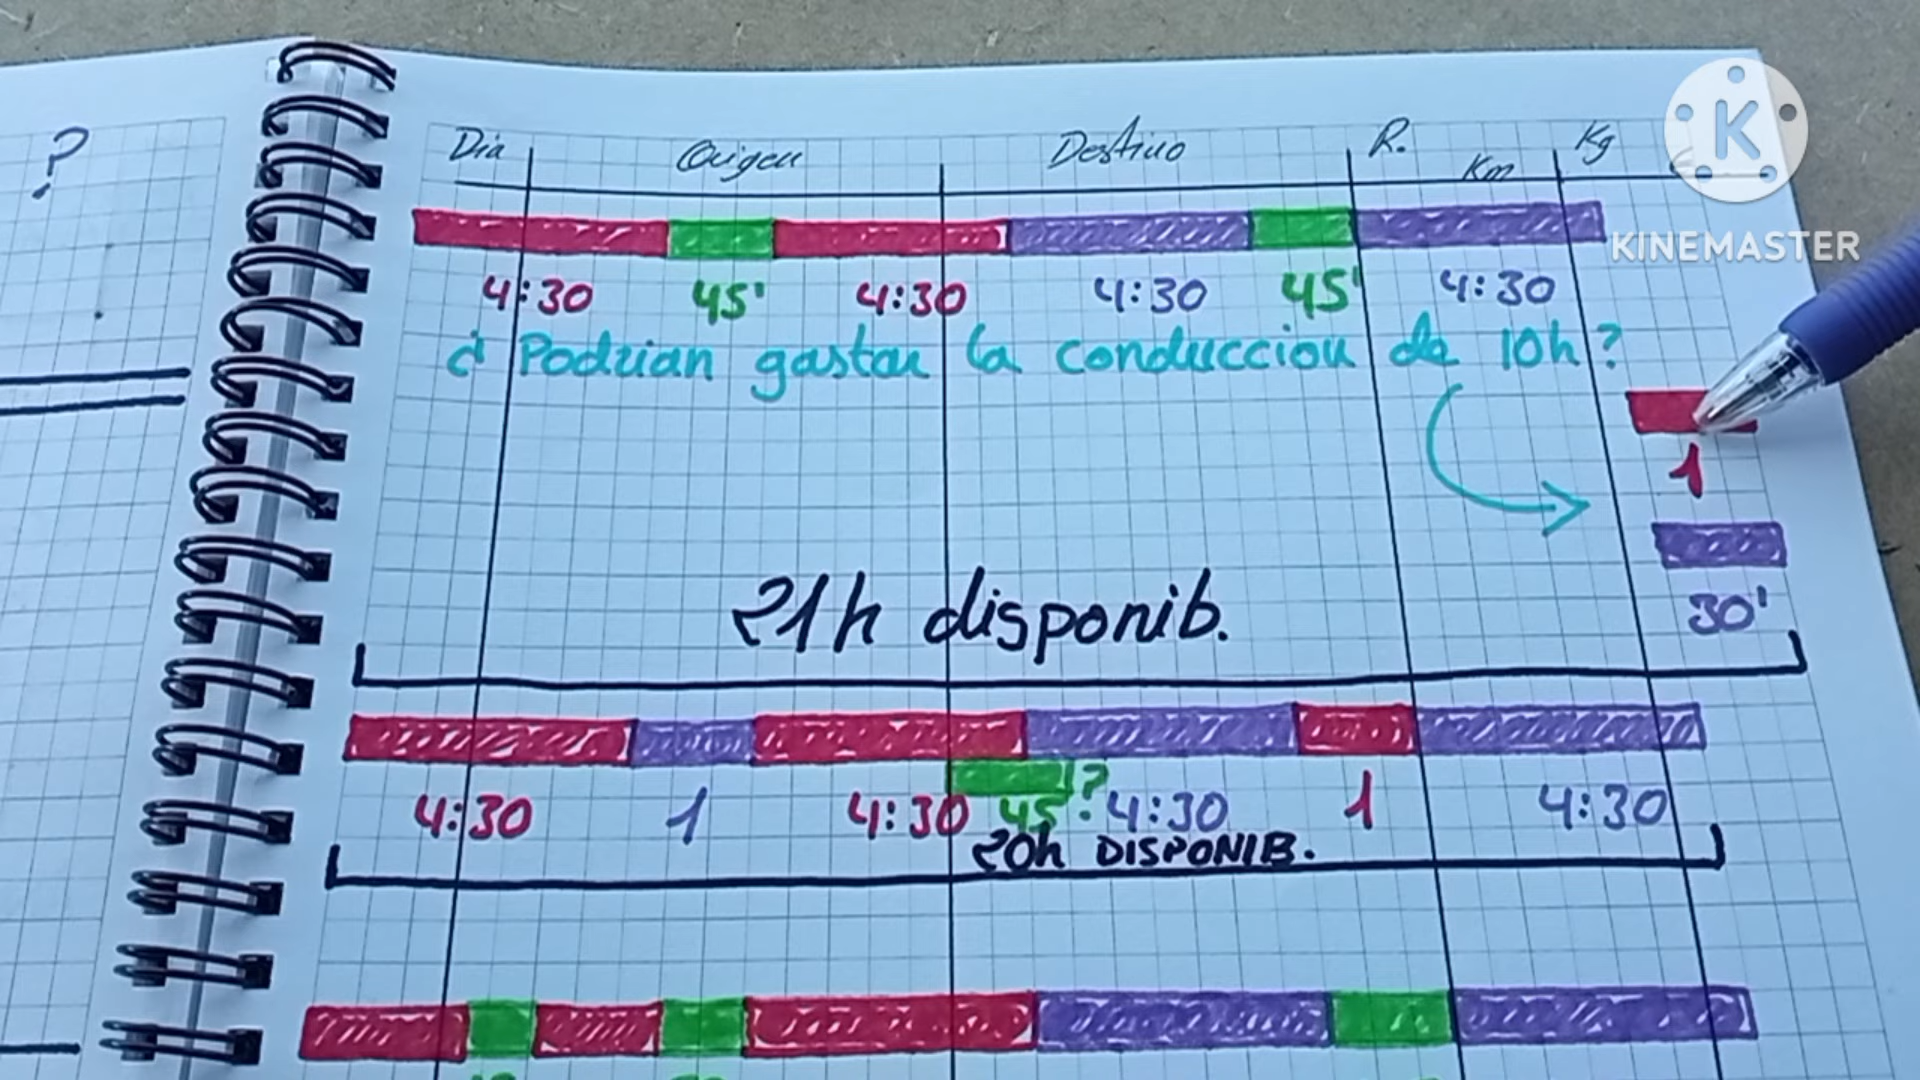 ?
Dia Origen Destino R. Km Kg
KINEMASTER
4:30 45' 4:30 4:30 45' 4:30
¿Podrian gastar la conduccion de 10h?
1
30'
21h disponib.
4:30 1 4:30 45'? 4:30 1 4:30
20h DISPONIB.